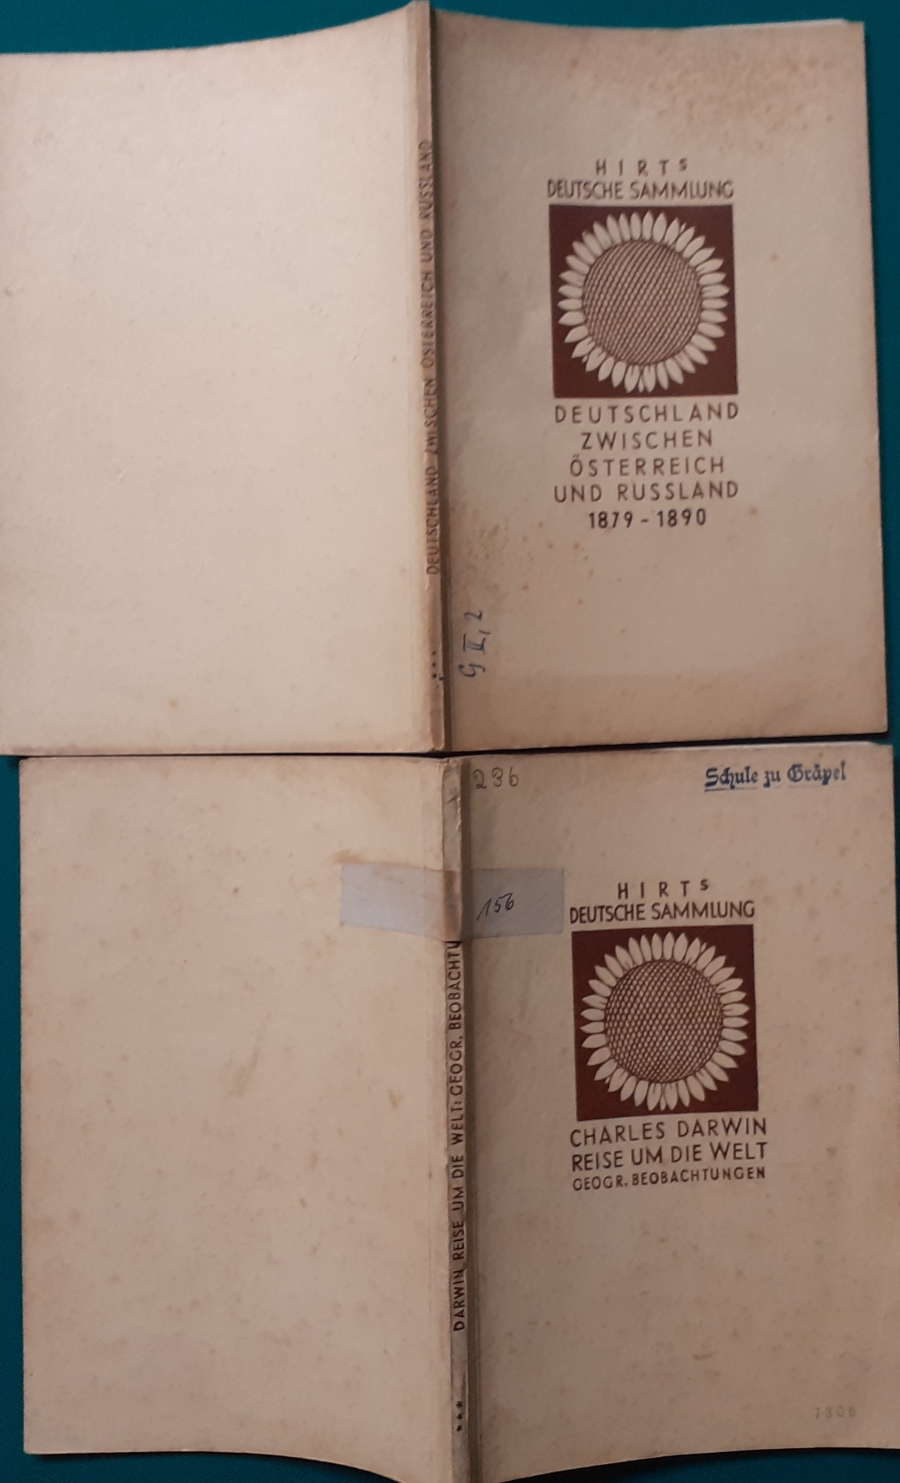 HIRTS
DEUTSCHE SAMMLUNG
DEUTSCHLAND
ZWISCHEN
ÖSTERREICH
UND RUSSLAND
1879-1890
DEUTSCHLAND ZWISCHEN ÖSTERREICH UND RUSSLAND
G II, 2
236
Schule zu Gräpel
156
HIRTS
DEUTSCHE SAMMLUNG
CHARLES DARWIN
REISE UM DIE WELT
GEOGR. BEOBACHTUNGEN
DARWIN, REISE UM DIE WELT: GEOGR. BEOBACHTU
7306